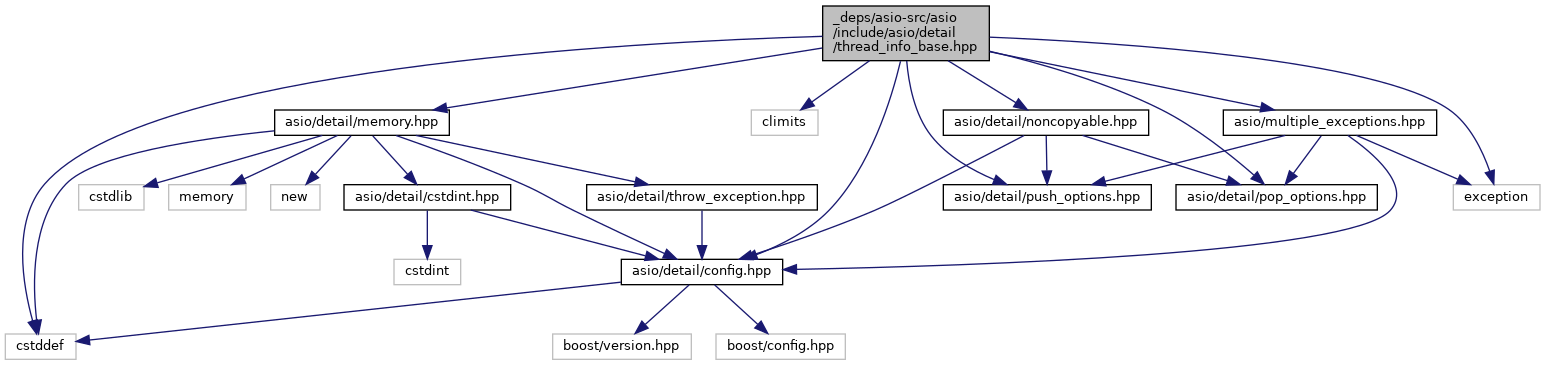 _deps/asio-src/asio
/include/asio/detail
/thread_info_base.hpp
asio/detail/memory.hpp
climits
asio/detail/noncopyable.hpp
asio/multiple_exceptions.hpp
cstdlib
memory
new
asio/detail/cstdint.hpp
asio/detail/throw_exception.hpp
asio/detail/push_options.hpp
asio/detail/pop_options.hpp
exception
cstdint
asio/detail/config.hpp
cstddef
boost/version.hpp
boost/config.hpp